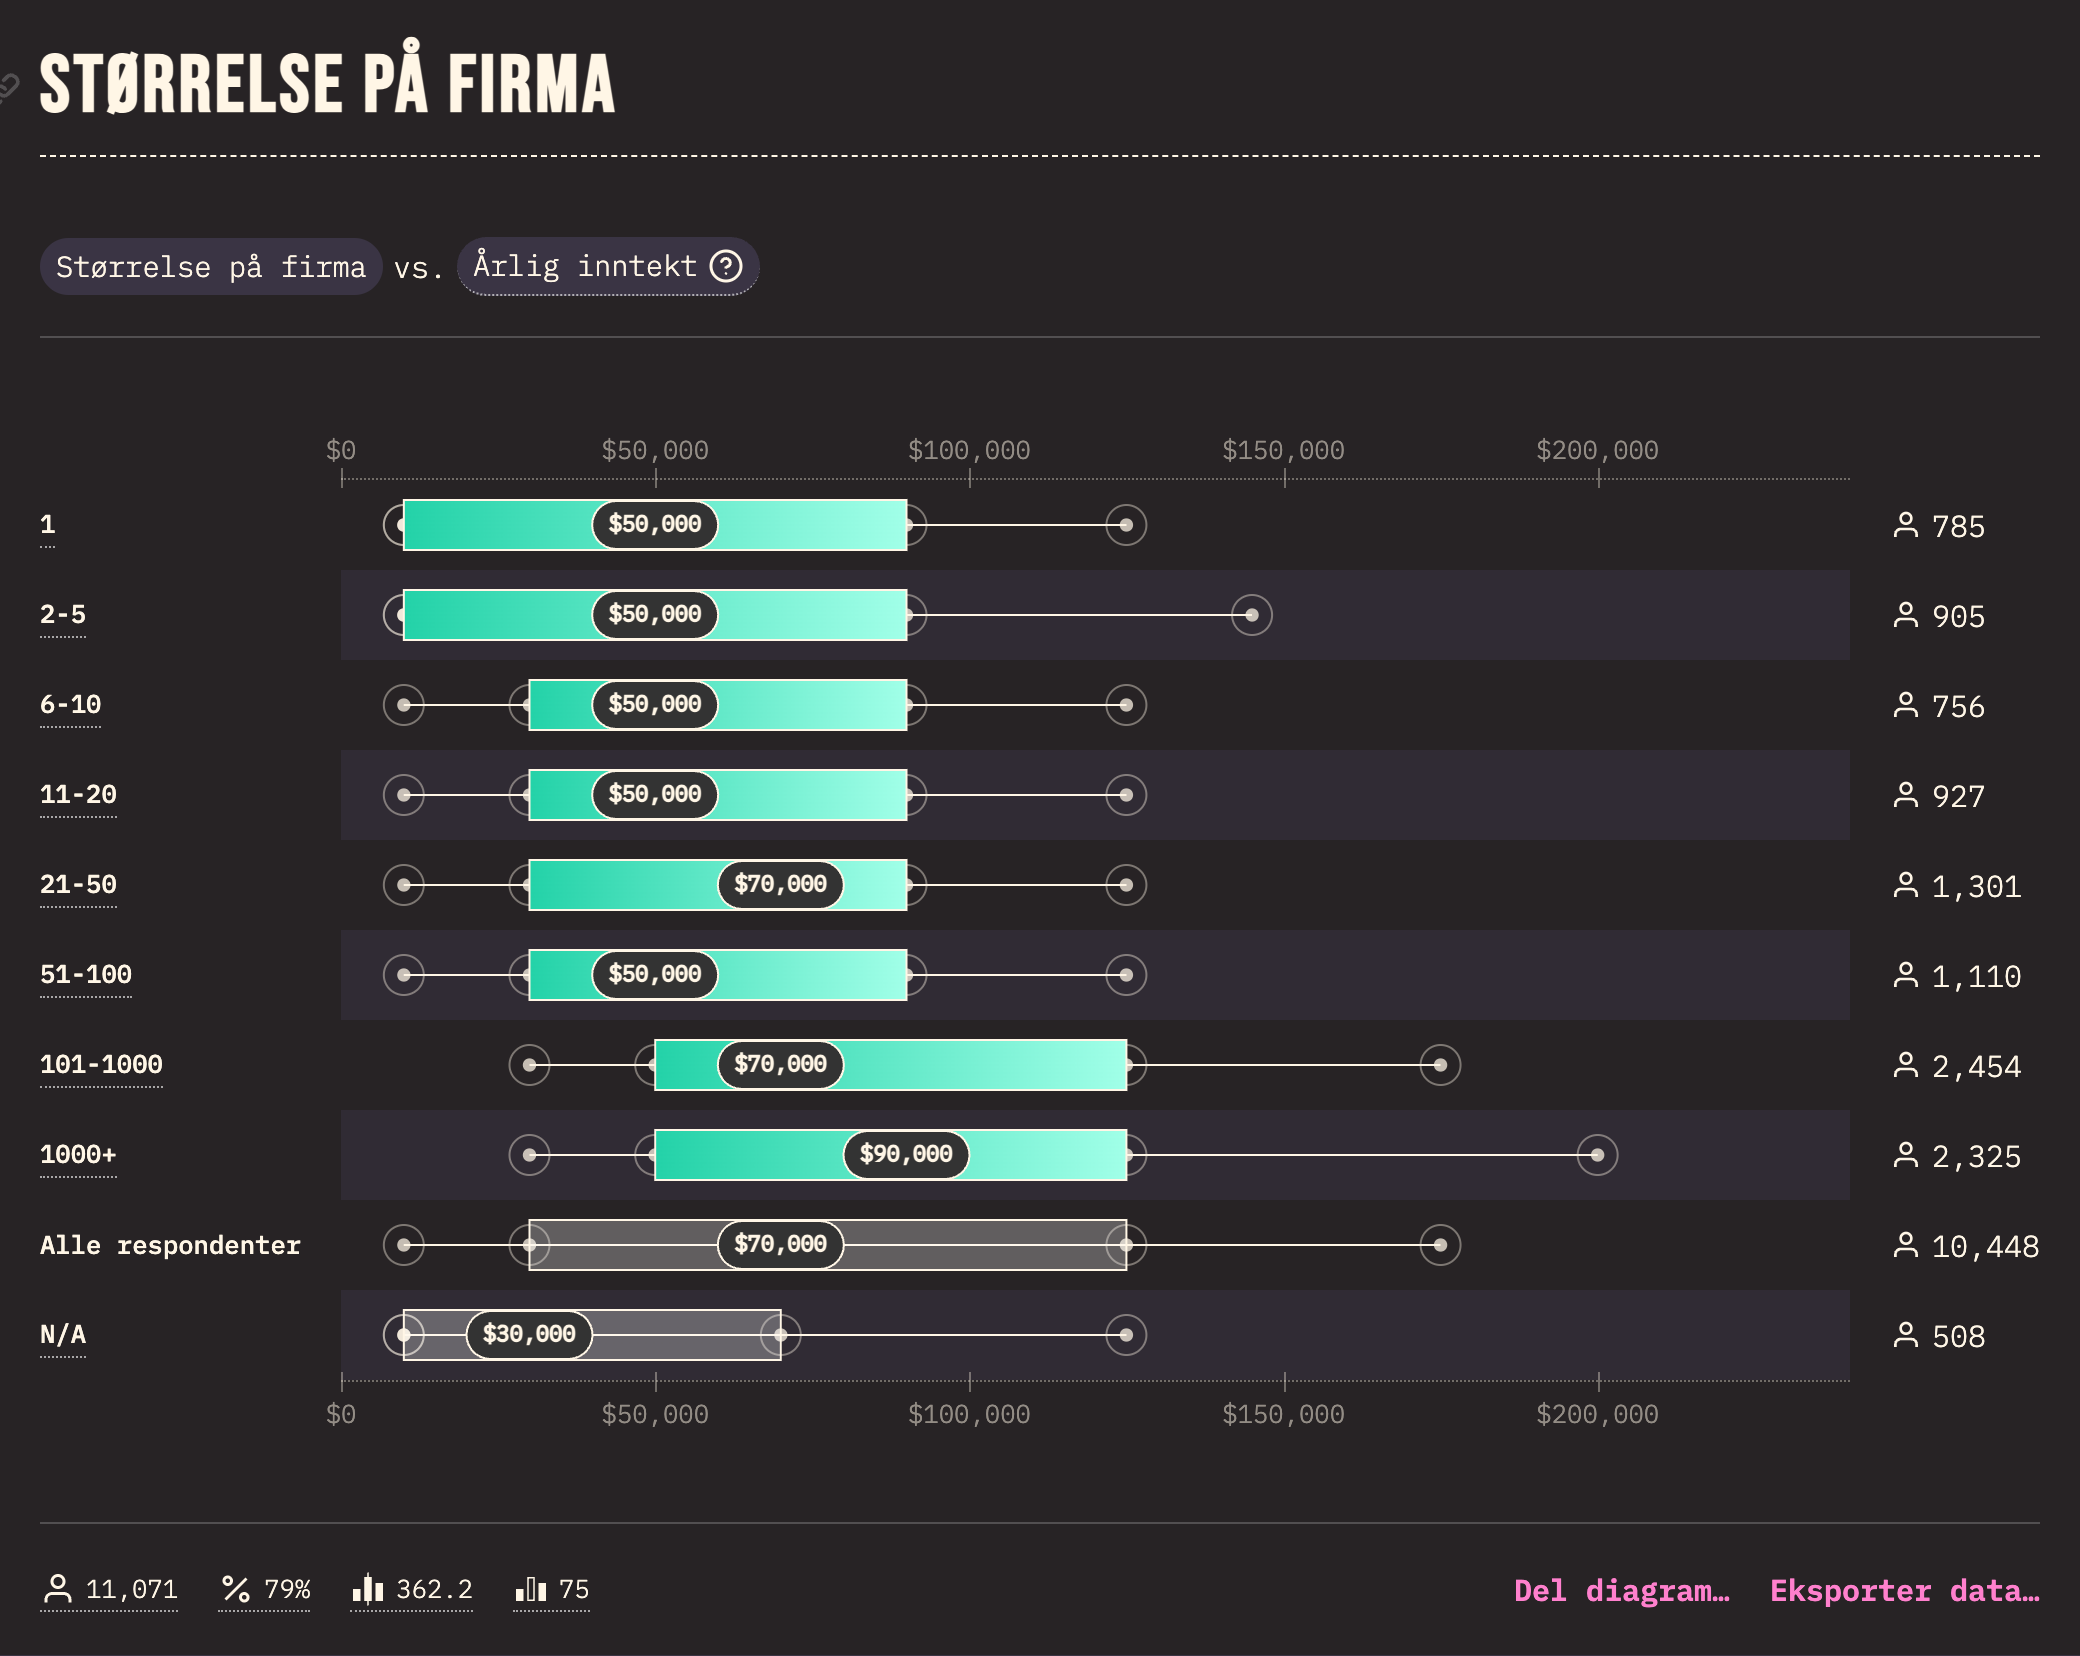 STØRRELSE PÅ FIRMA
Størrelse på firma vs. Årlig inntekt ?
$0 $50,000 $100,000 $150,000 $200,000
1 $50,000 785
2-5 $50,000 905
6-10 $50,000 756
11-20 $50,000 927
21-50 $70,000 1,301
51-100 $50,000 1,110
101-1000 $70,000 2,454
1000+ $90,000 2,325
Alle respondenter $70,000 10,448
N/A $30,000 508
$0 $50,000 $100,000 $150,000 $200,000
11,071 79% 362.2 75 Del diagram… Eksporter data…